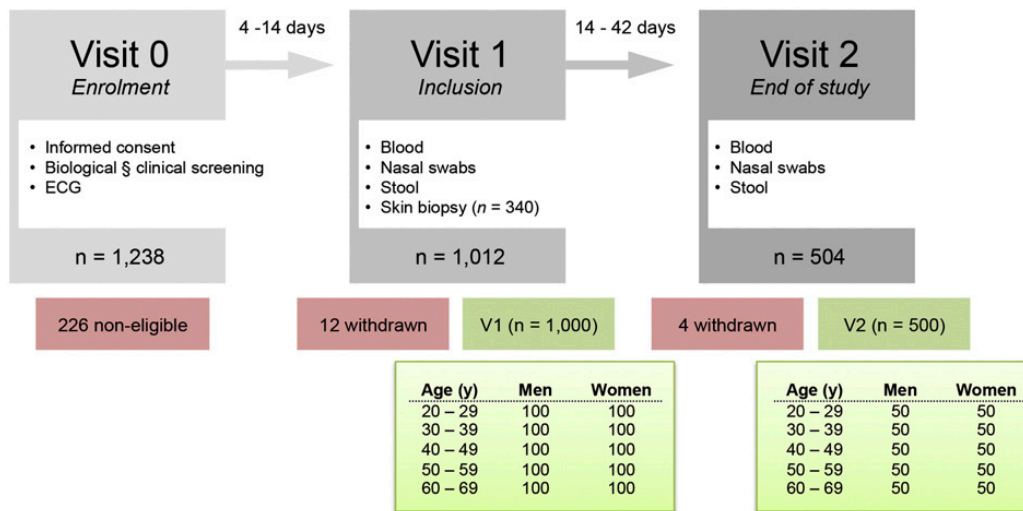 Visit 0
Enrolment
• Informed consent
• Biological § clinical screening
• ECG
n = 1,238
226 non-eligible
4 -14 days
Visit 1
Inclusion
• Blood
• Nasal swabs
• Stool
• Skin biopsy (n = 340)
n = 1,012
12 withdrawn
V1 (n = 1,000)
Age (y) Men Women
20 – 29 100 100
30 – 39 100 100
40 – 49 100 100
50 – 59 100 100
60 – 69 100 100
14 - 42 days
Visit 2
End of study
• Blood
• Nasal swabs
• Stool
n = 504
4 withdrawn
V2 (n = 500)
Age (y) Men Women
20 – 29 50 50
30 – 39 50 50
40 – 49 50 50
50 – 59 50 50
60 – 69 50 50